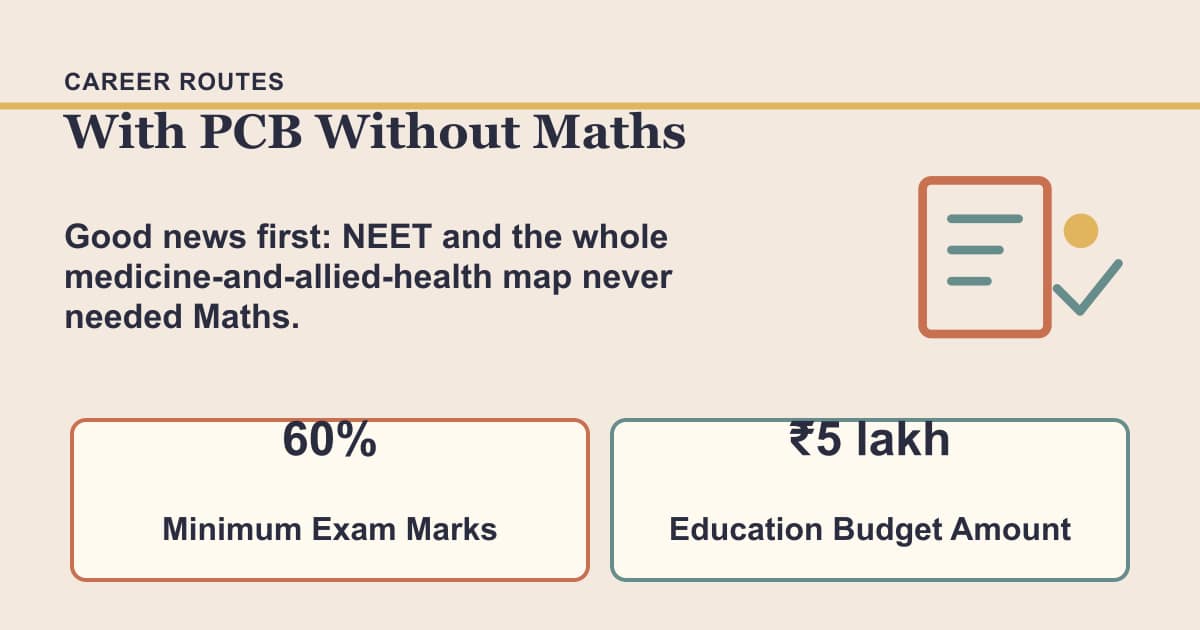 CAREER ROUTES
With PCB Without Maths
Good news first: NEET and the whole
medicine-and-allied-health map never
needed Maths.
60%
Minimum Exam Marks
₹5 lakh
Education Budget Amount